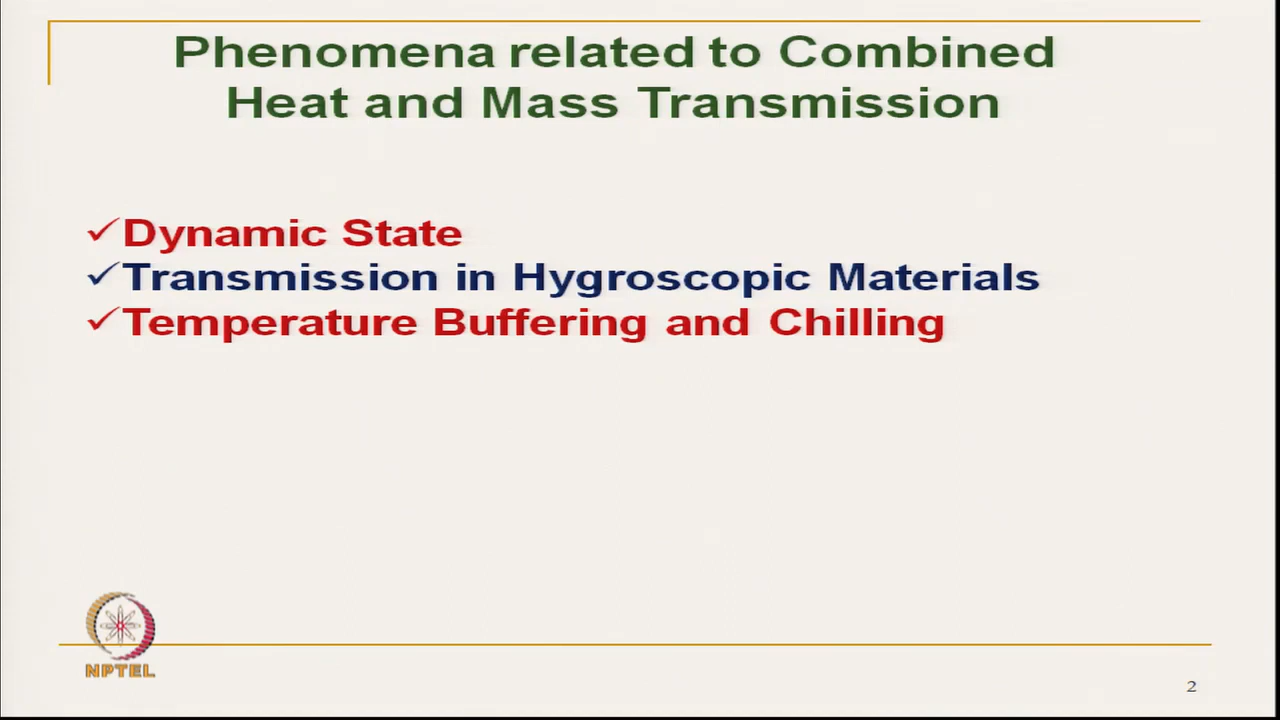 Phenomena related to Combined
Heat and Mass Transmission
✓Dynamic State
✓Transmission in Hygroscopic Materials
✓Temperature Buffering and Chilling
NPTEL
2